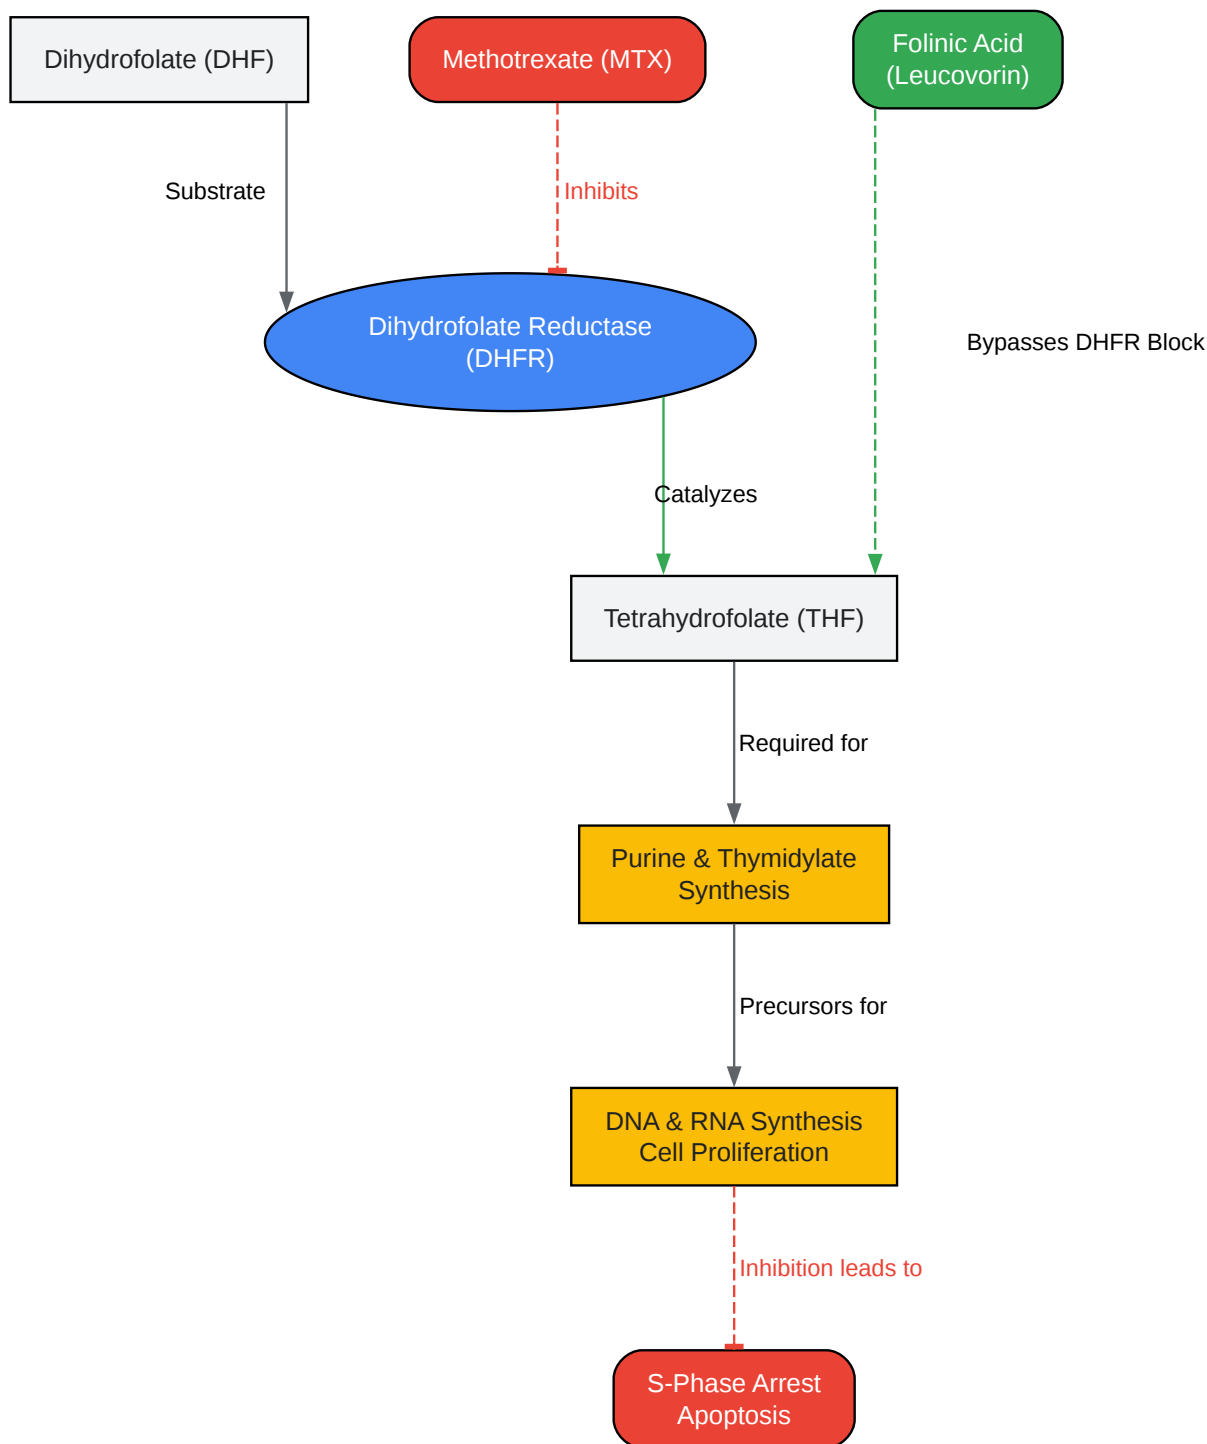 Dihydrofolate (DHF)
Methotrexate (MTX)
Folinic Acid
(Leucovorin)
Substrate
Inhibits
Dihydrofolate Reductase
(DHFR)
Bypasses DHFR Block
Catalyzes
Tetrahydrofolate (THF)
Required for
Purine & Thymidylate
Synthesis
Precursors for
DNA & RNA Synthesis
Cell Proliferation
Inhibition leads to
S-Phase Arrest
Apoptosis